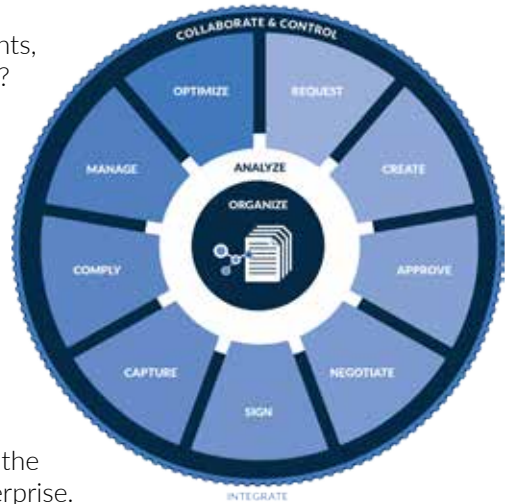 nts,
?
COLLABORATE & CONTROL
OPTIMIZE
REQUEST
MANAGE
ANALYZE
CREATE
ORGANIZE
COMPLY
APPROVE
CAPTURE
NEGOTIATE
SIGN
the
erprise.
INTEGRATE